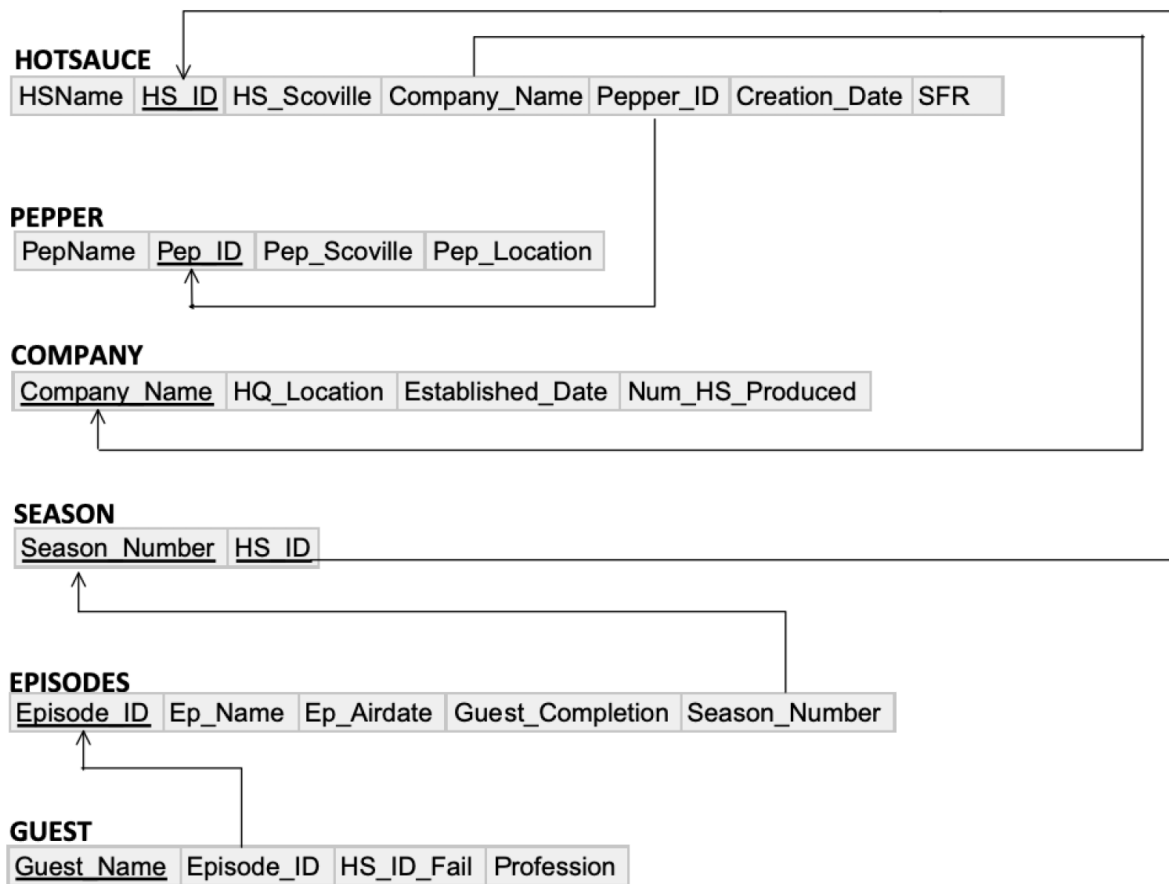 HOTSAUCE
HSName HS_ID HS_Scoville Company_Name Pepper_ID Creation_Date SFR
PEPPER
PepName Pep_ID Pep_Scoville Pep_Location
COMPANY
Company_Name HQ_Location Established_Date Num_HS_Produced
SEASON
Season_Number HS_ID
EPISODES
Episode_ID Ep_Name Ep_Airdate Guest_Completion Season_Number
GUEST
Guest_Name Episode_ID HS_ID_Fail Profession